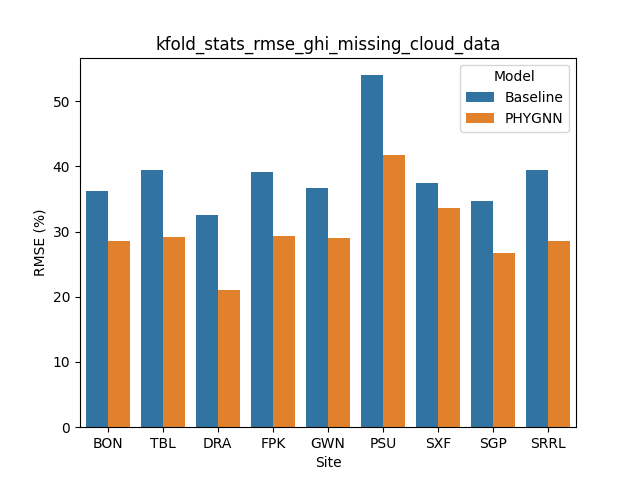 kfold_stats_rmse_ghi_missing_cloud_data
Model
Baseline
PHYGNN
RMSE (%)
50
40
30
20
10
0
BON TBL DRA FPK GWN PSU SXF SGP SRRL
Site